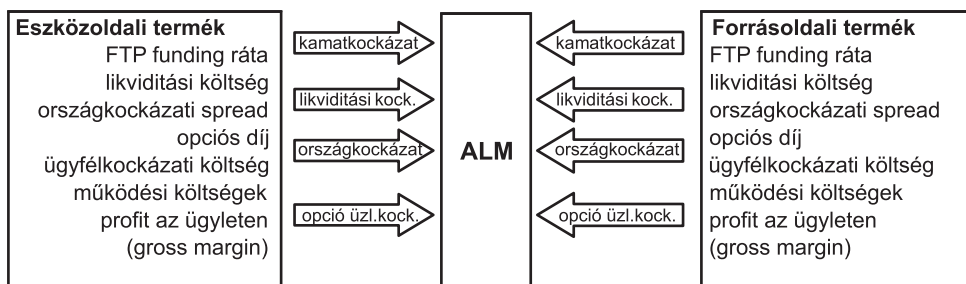 Eszközoldali termék
FTP funding ráta
likviditási költség
országkockázati spread
opciós díj
ügyfélkockázati költség
működési költségek
profit az ügyleten
(gross margin)
kamatkockázat
likviditási kock.
országkockázat
opció üzl.kock.
ALM
kamatkockázat
likviditási kock.
országkockázat
opció üzl.kock.
Forrásoldali termék
FTP funding ráta
likviditási költség
országkockázati spread
opciós díj
ügyfélkockázati költség
működési költségek
profit az ügyleten
(gross margin)